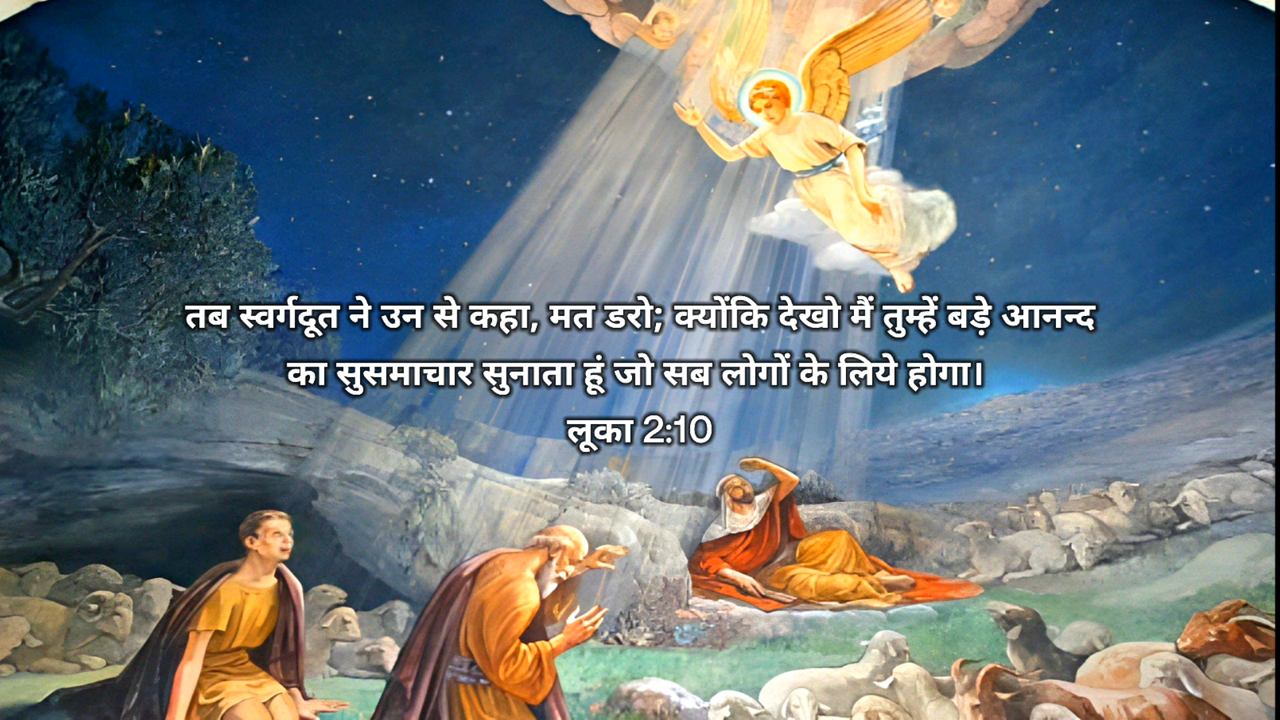 तब स्वर्गदूत ने उन से कहा, मत डरो; क्योंकि देखो मैं तुम्हें बड़े आनन्द
का सुसमाचार सुनाता हूं जो सब लोगों के लिये होगा।
लूका 2:10